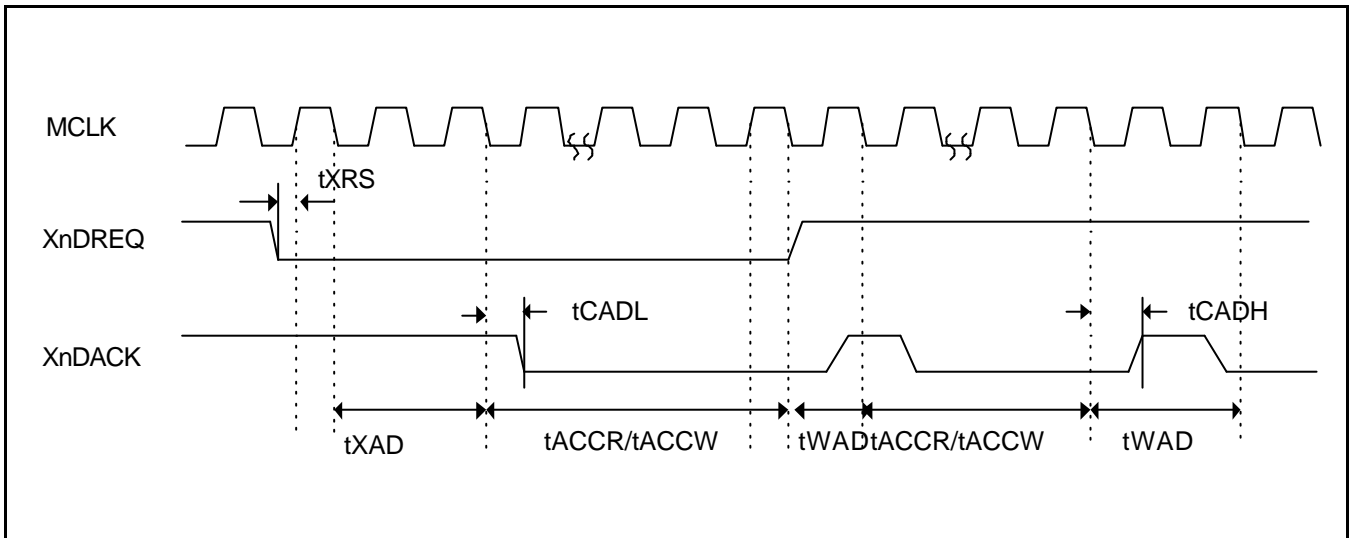 MCLK
tXRS
XnDREQ
tCADL
tCADH
XnDACK
tXAD
tACCR/tACCW
tWAD
tACCR/tACCW
tWAD